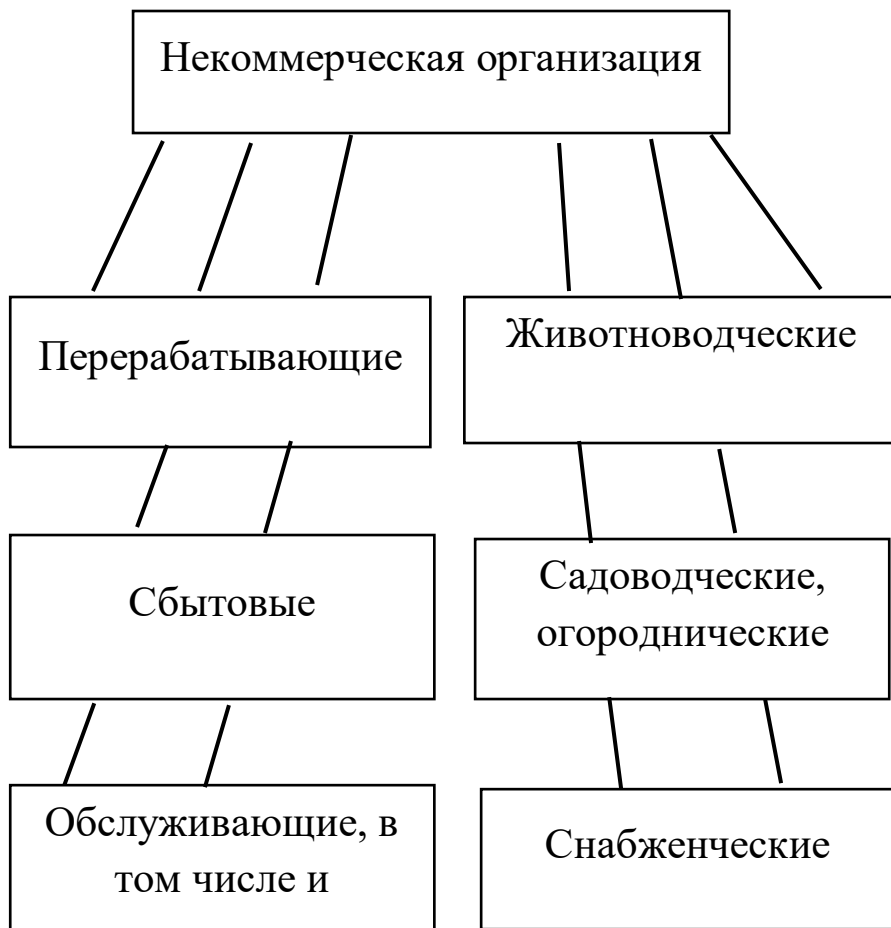 Некоммерческая организация
Перерабатывающие
Животноводческие
Сбытовые
Садоводческие,
огороднические
Обслуживающие, в
том числе и
Снабженческие